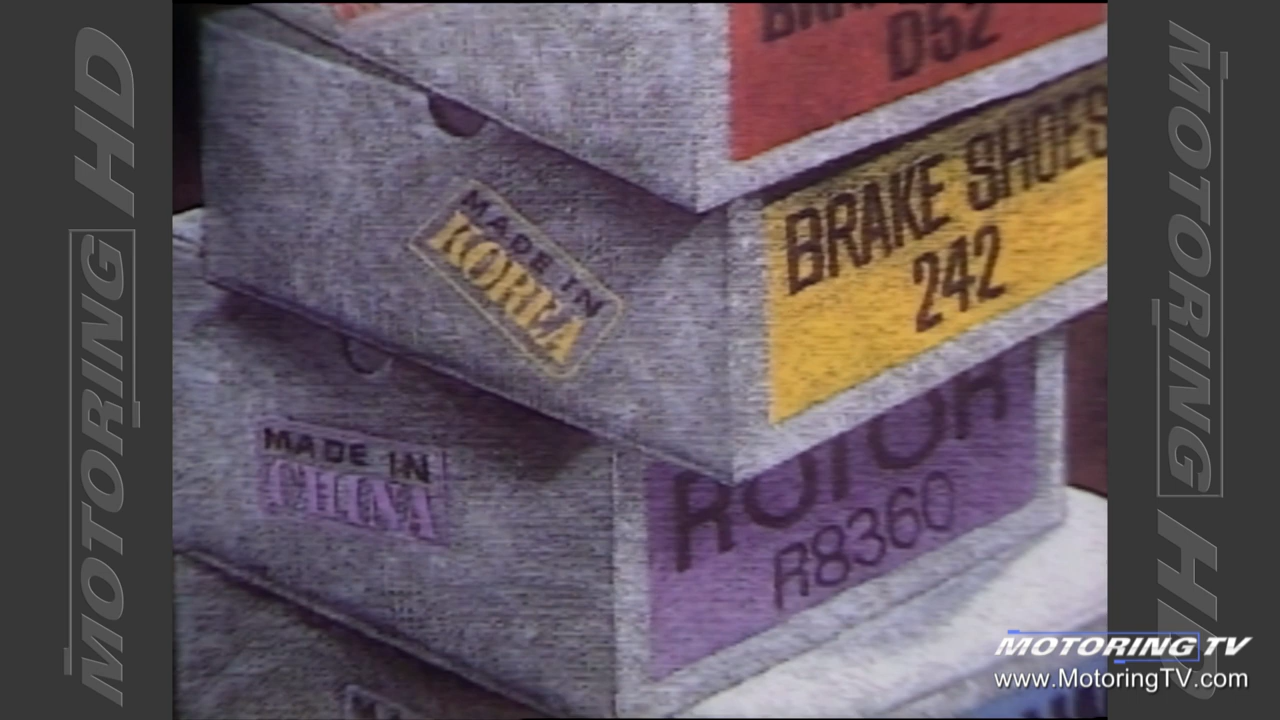 D52
BRAKE SHOES
242
MADE IN
KOREA
MADE IN
CHINA
ROTOR
R8360
MOTORING HD
MOTORING HD
MOTORING TV
www.MotoringTV.com